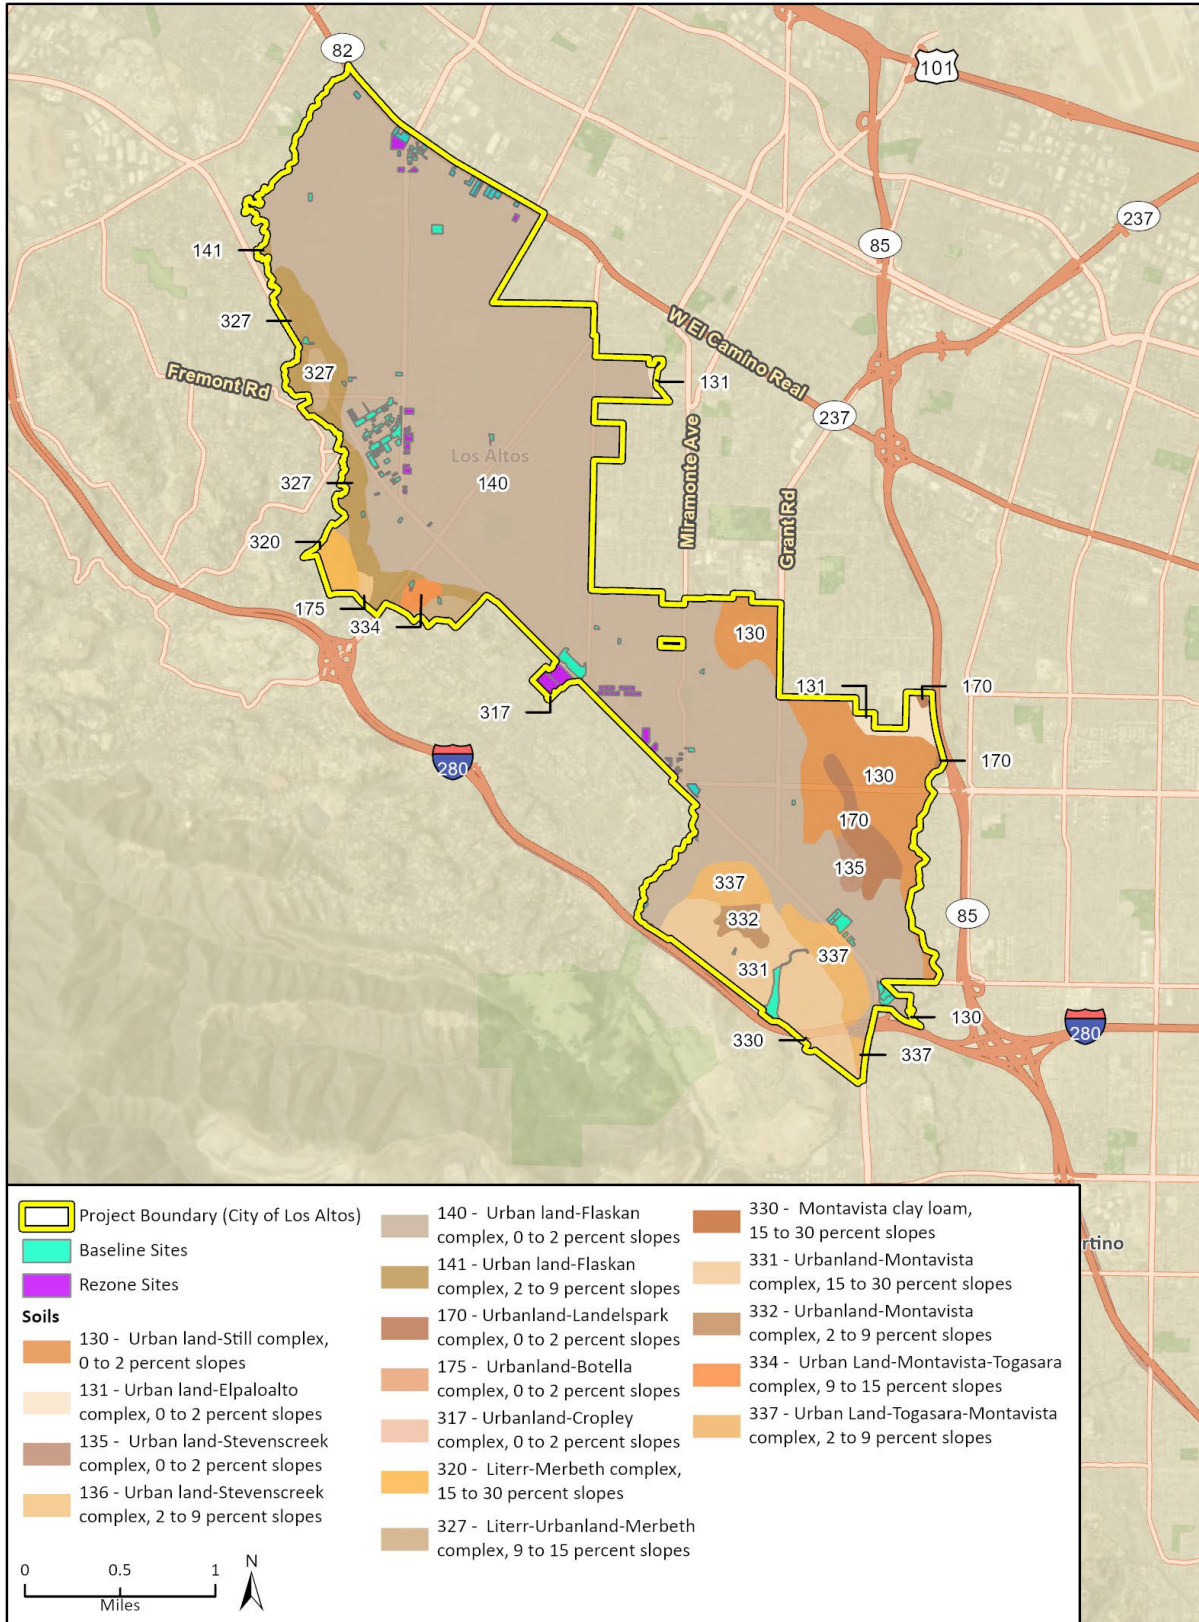 82
101
237
85
141
W El Camino Real
327
Fremont Rd
327
131
237
Los Altos
Miramonte Ave
140
327
Grant Rd
320
175
334
130
131
170
317
280
130
170
170
135
337
332
85
337
331
130
280
330
337
rtino
Project Boundary (City of Los Altos)
Baseline Sites
Rezone Sites
Soils
130 - Urban land-Still complex,
0 to 2 percent slopes
131 - Urban land-Elpaloalto
complex, 0 to 2 percent slopes
135 - Urban land-Stevenscreek
complex, 0 to 2 percent slopes
136 - Urban land-Stevenscreek
complex, 2 to 9 percent slopes
140 - Urban land-Flaskan
complex, 0 to 2 percent slopes
141 - Urban land-Flaskan
complex, 2 to 9 percent slopes
170 - Urbanland-Landelspark
complex, 0 to 2 percent slopes
175 - Urbanland-Botella
complex, 0 to 2 percent slopes
317 - Urbanland-Cropley
complex, 0 to 2 percent slopes
320 - Literr-Merbeth complex,
15 to 30 percent slopes
327 - Literr-Urbanland-Merbeth
complex, 9 to 15 percent slopes
330 - Montavista clay loam,
15 to 30 percent slopes
331 - Urbanland-Montavista
complex, 15 to 30 percent slopes
332 - Urbanland-Montavista
complex, 2 to 9 percent slopes
334 - Urban Land-Montavista-Togasara
complex, 9 to 15 percent slopes
337 - Urban Land-Togasara-Montavista
complex, 2 to 9 percent slopes
0 0.5 1
Miles
N